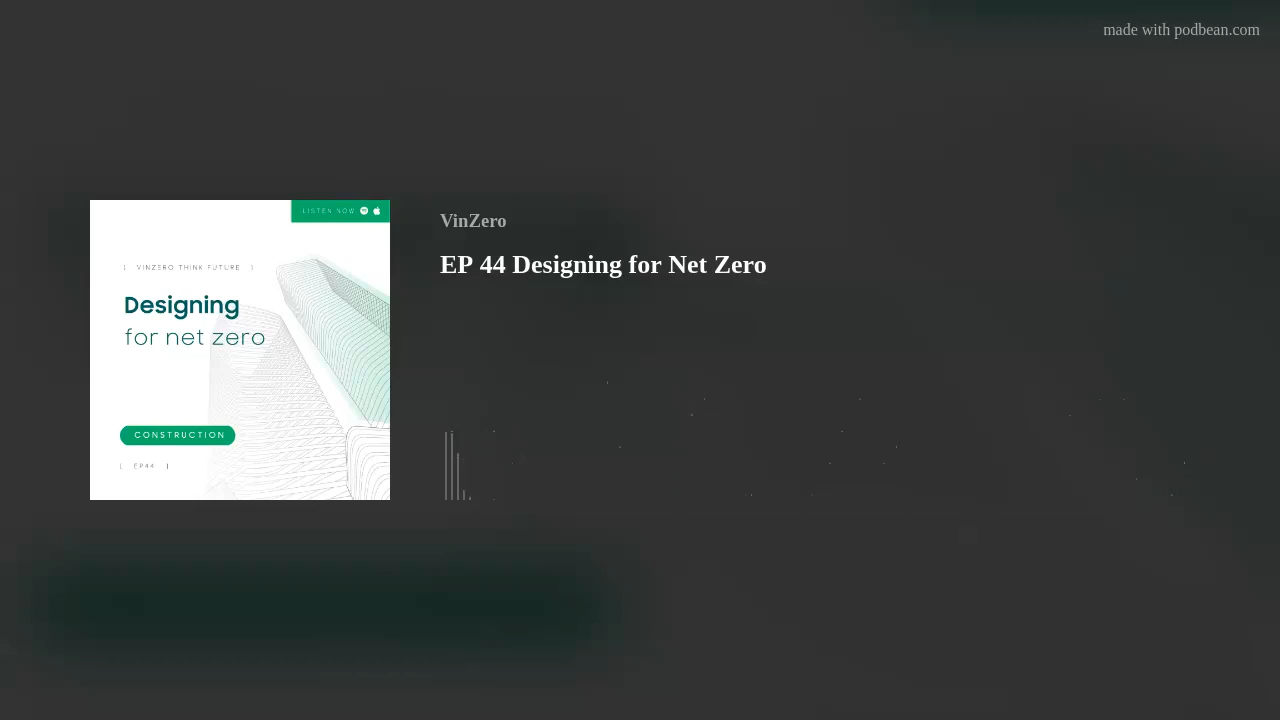 made with podbean.com
LISTEN NOW
VinZero
EP 44 Designing for Net Zero
[ VINZERO THINK FUTURE ]
Designing
for net zero
CONSTRUCTION
[ EP44 ]